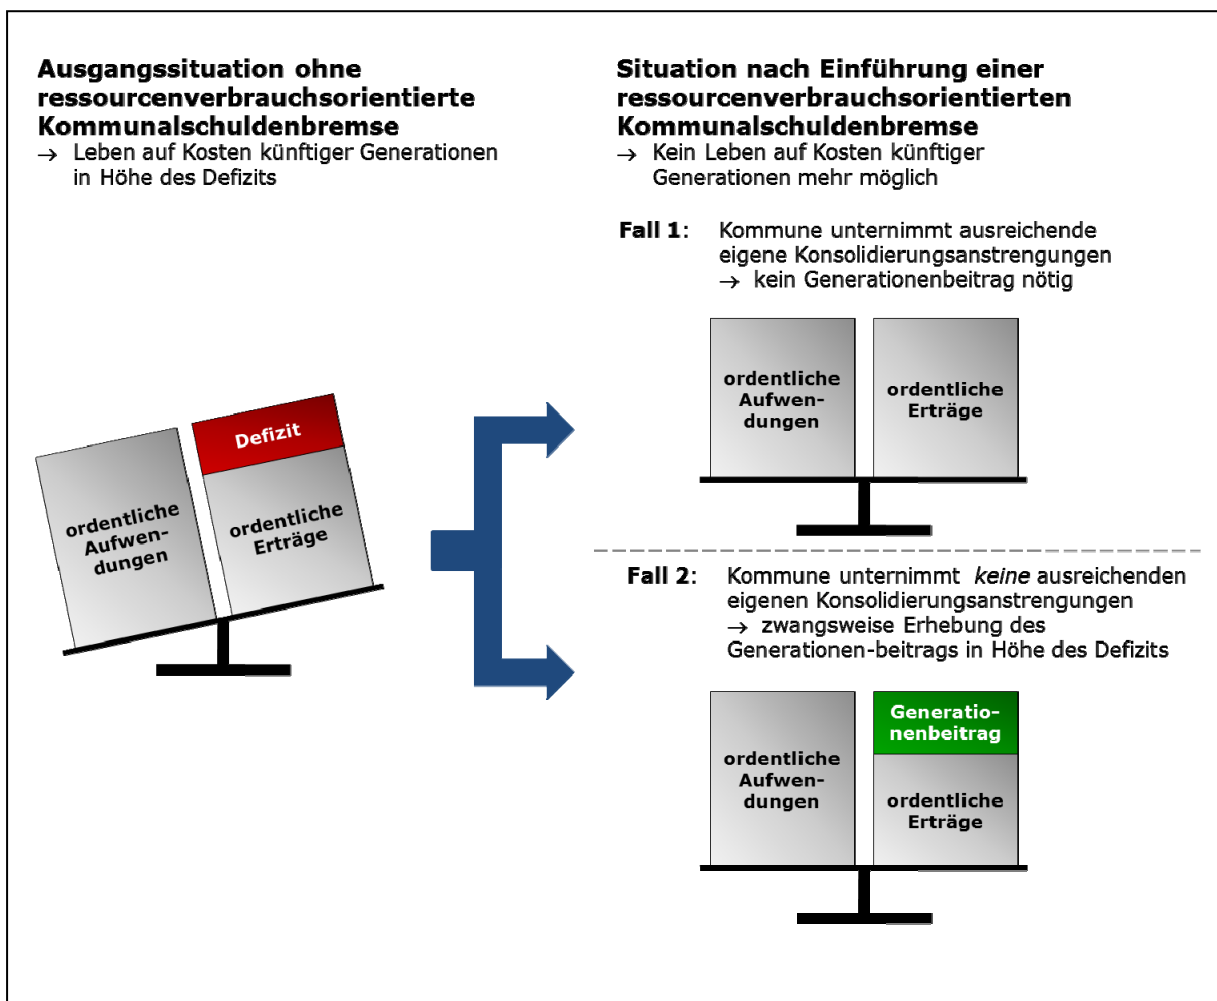 Ausgangssituation ohne
ressourcenverbrauchsorientierte
Kommunalschuldenbremse
→ Leben auf Kosten künftiger Generationen
in Höhe des Defizits
Defizit
ordentliche
Aufwen-
dungen
ordentliche
Erträge
Situation nach Einführung einer
ressourcenverbrauchsorientierten
Kommunalschuldenbremse
→ Kein Leben auf Kosten künftiger
Generationen mehr möglich
Fall 1: Kommune unternimmt ausreichende
eigene Konsolidierungsanstrengungen
→ kein Generationenbeitrag nötig
ordentliche
Aufwen-
dungen
ordentliche
Erträge
Fall 2: Kommune unternimmt keine ausreichenden
eigenen Konsolidierungsanstrengungen
→ zwangsweise Erhebung des
Generationen-beitrags in Höhe des Defizits
ordentliche
Aufwen-
dungen
Generatio-
nenbeitrag
ordentliche
Erträge